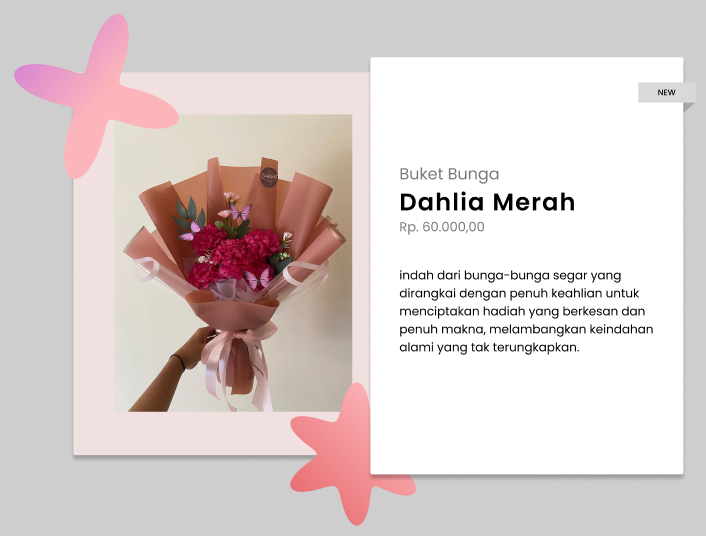 NEW
Buket Bunga
Dahlia Merah
Rp. 60.000,00
indah dari bunga-bunga segar yang
dirangkai dengan penuh keahlian untuk
menciptakan hadiah yang berkesan dan
penuh makna, melambangkan keindahan
alami yang tak terungkapkan.